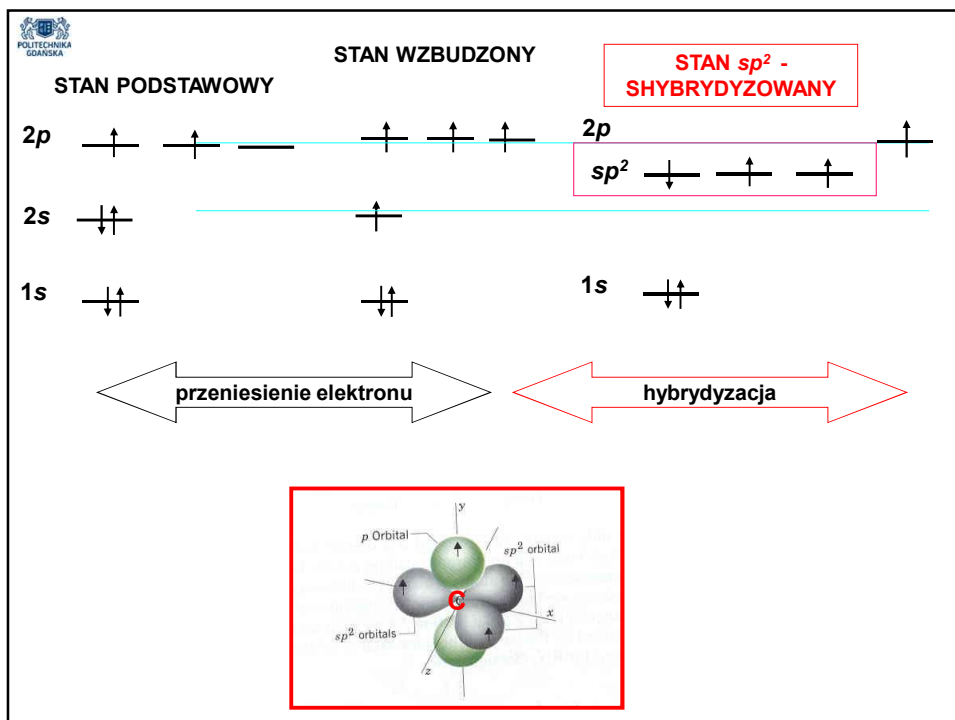 POLITECHNIKA
GDAŃSKA
STAN PODSTAWOWY
STAN WZBUDZONY
STAN sp² -
SHYBRYDYZOWANY
2p
2p
sp²
2s
1s
1s
przeniesienie elektronu
hybrydyzacja
y
p Orbital
sp² orbital
C
x
sp² orbitals
z